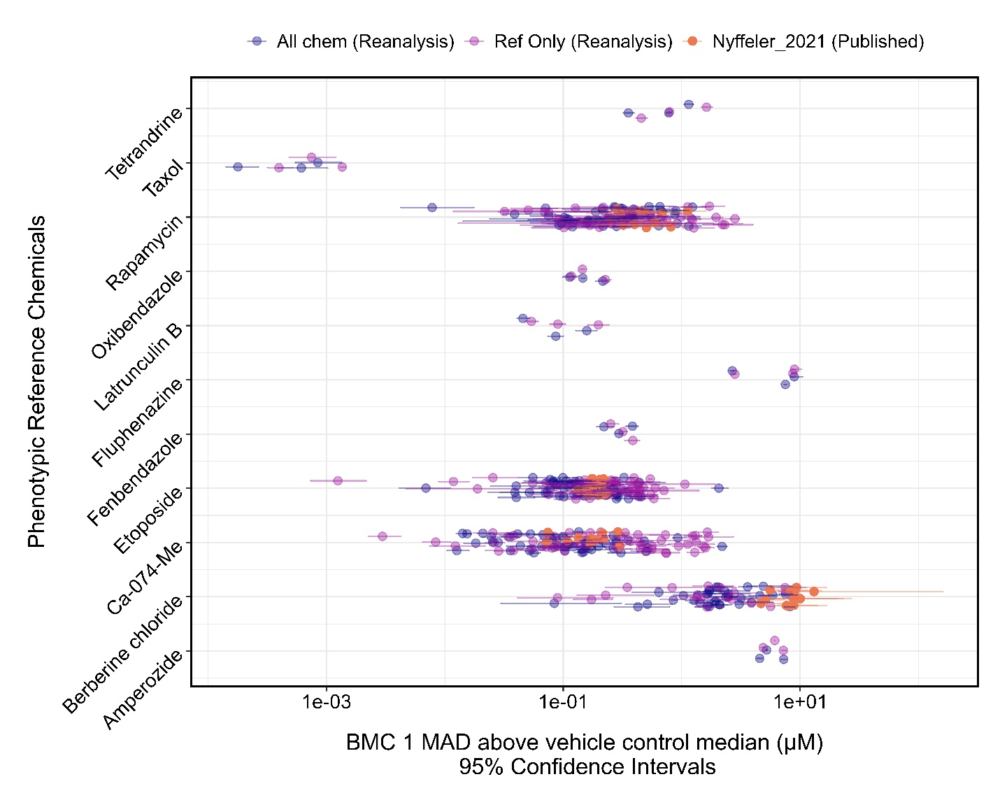 All chem (Reanalysis) Ref Only (Reanalysis) Nyffeler_2021 (Published)
Phenotypic Reference Chemicals
Tetrandrine
Taxol
Rapamycin
Oxibendazole
Latrunculin B
Fluphenazine
Fenbendazole
Etoposide
Ca-074-Me
Berberine chloride
Amperozide
1e-03 1e-01 1e+01
BMC 1 MAD above vehicle control median (µM)
95% Confidence Intervals